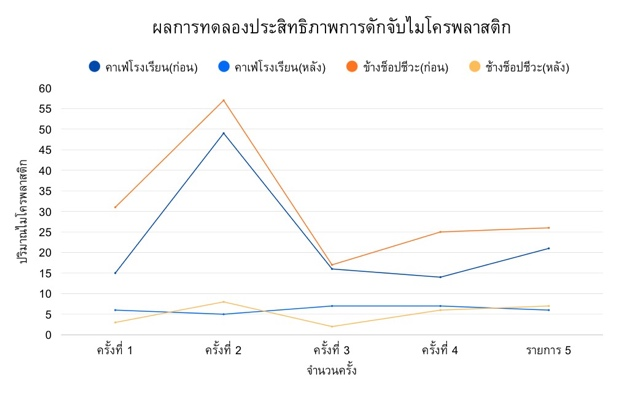 ผลการทดลองประสิทธิภาพการดักจับไมโครพลาสติก
คาเฟ่โรงเรียน(ก่อน) คาเฟ่โรงเรียน(หลัง) ข้างช็อปชีวะ(ก่อน) ข้างช็อปชีวะ(หลัง)
ปริมาณไมโครพลาสติก
60
55
50
45
40
35
30
25
20
15
10
5
0
ครั้งที่ 1 ครั้งที่ 2 ครั้งที่ 3 ครั้งที่ 4 รายการ 5
จำนวนครั้ง